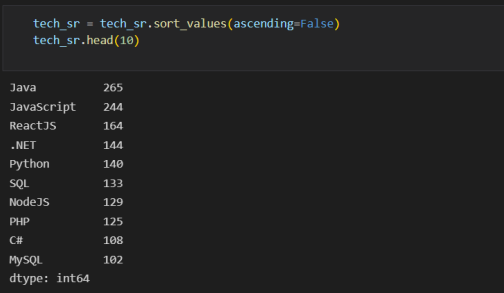 tech_sr = tech_sr.sort_values(ascending=False)
tech_sr.head(10)
Java 265
JavaScript 244
ReactJS 164
.NET 144
Python 140
SQL 133
NodeJS 129
PHP 125
C# 108
MySQL 102
dtype: int64